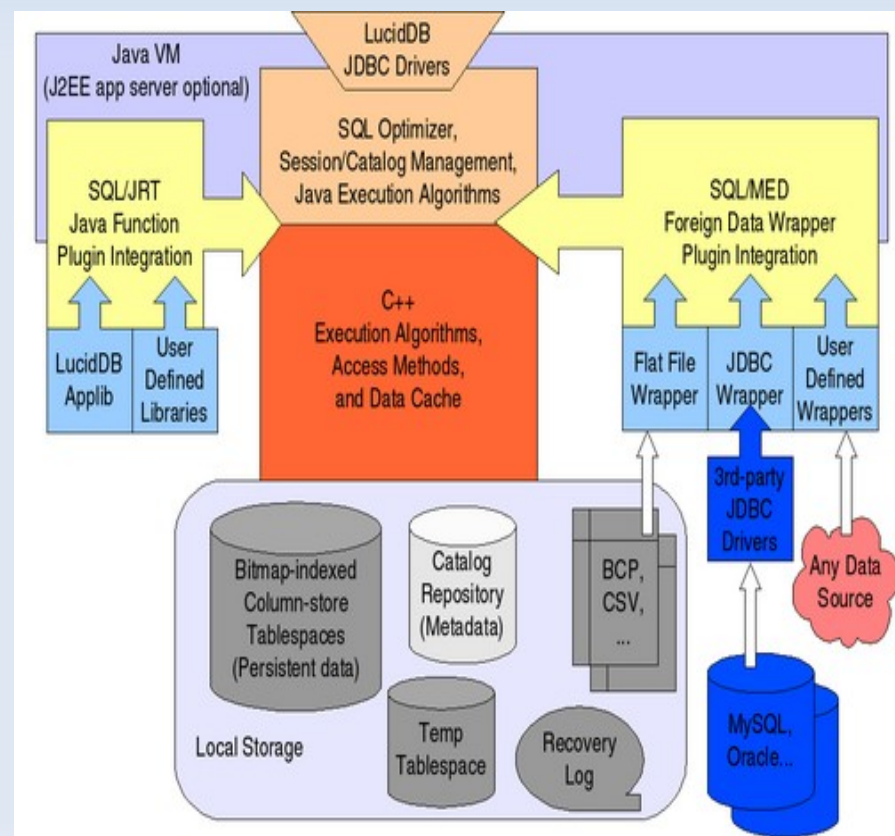 LucidDB
JDBC Drivers
Java VM
(J2EE app server optional)
SQL Optimizer,
Session/Catalog Management,
Java Execution Algorithms
SQL/JRT
Java Function
Plugin Integration
SQL/MED
Foreign Data Wrapper
Plugin Integration
C++
Execution Algorithms,
Access Methods,
and Data Cache
LucidDB
Applib
User
Defined
Libraries
Flat File
Wrapper
JDBC
Wrapper
User
Defined
Wrappers
3rd-party
JDBC
Drivers
Any Data
Source
Bitmap-indexed
Column-store
Tablespaces
(Persistent data)
Catalog
Repository
(Metadata)
BCP,
CSV,
...
Local Storage
Temp
Tablespace
Recovery
Log
MySQL,
Oracle...